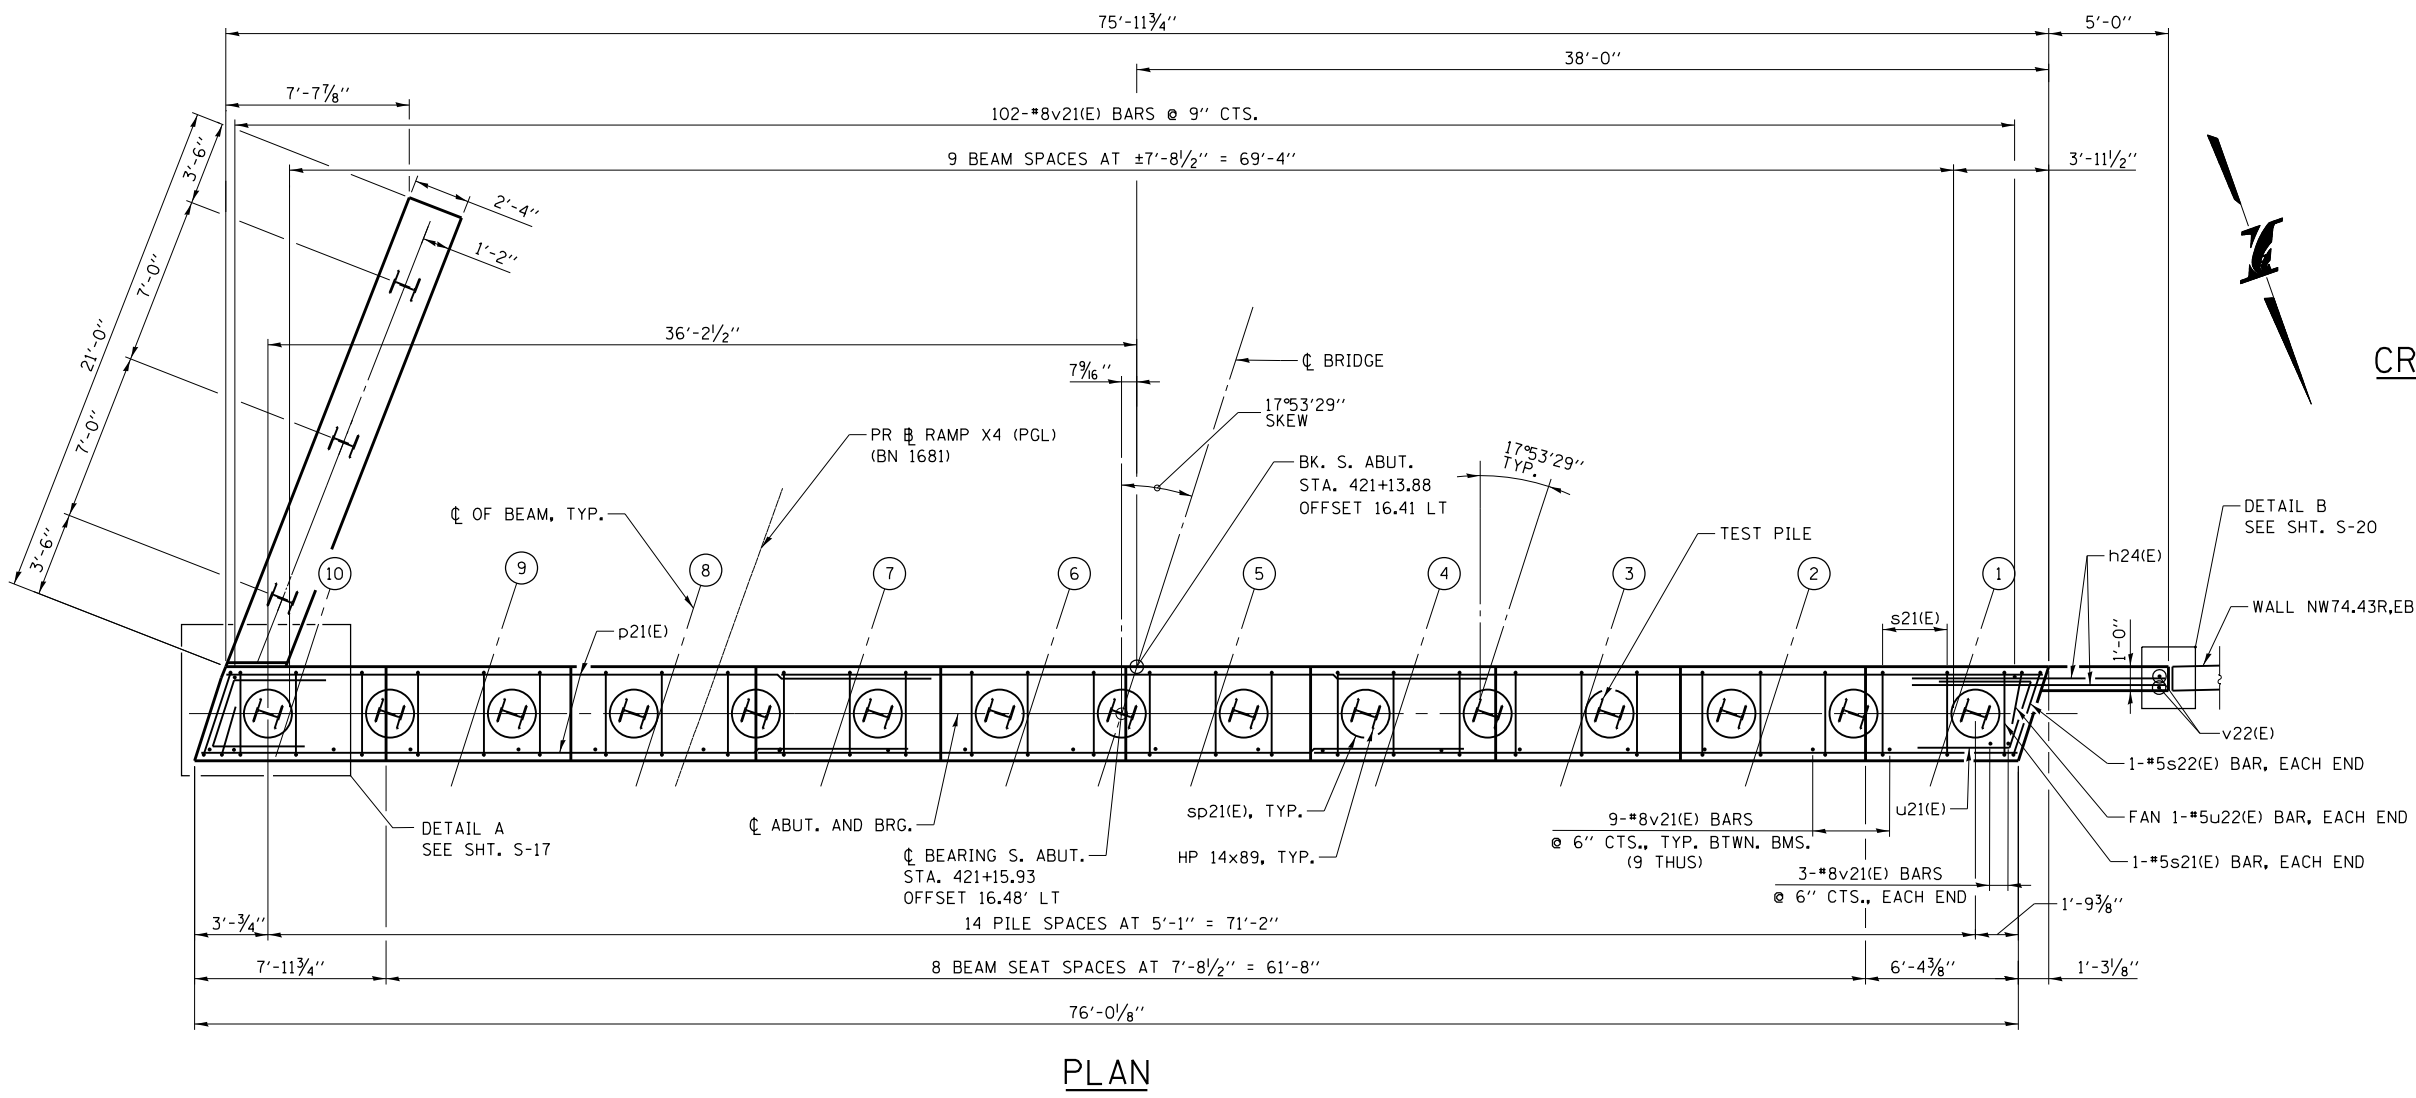 75'-11¾"
5'-0"
38'-0"
7'-7⅞"
102-#8v21(E) BARS @ 9" CTS.
9 BEAM SPACES AT ±7'-8½" = 69'-4"
3'-11½"
3'-6"
2'-4"
1'-2"
7'-0"
21'-0"
7'-0"
3'-6"
36'-2½"
7 9/16"
℄ BRIDGE
17°53'29"
SKEW
PR ⅊ RAMP X4 (PGL)
(BN 1681)
BK. S. ABUT.
STA. 421+13.88
OFFSET 16.41 LT
17°53'29"
TYP.
CR
℄ OF BEAM, TYP.
TEST PILE
DETAIL B
SEE SHT. S-20
10
9
8
7
6
5
4
3
2
1
h24(E)
WALL NW74.43R,EB
p21(E)
s21(E)
1'-0"
v22(E)
1-#5s22(E) BAR, EACH END
FAN 1-#5u22(E) BAR, EACH END
1-#5s21(E) BAR, EACH END
DETAIL A
SEE SHT. S-17
℄ ABUT. AND BRG.
℄ BEARING S. ABUT.
STA. 421+15.93
OFFSET 16.48' LT
sp21(E), TYP.
HP 14x89, TYP.
9-#8v21(E) BARS
@ 6" CTS., TYP. BTWN. BMS.
(9 THUS)
u21(E)
3-#8v21(E) BARS
@ 6" CTS., EACH END
3'-¾"
14 PILE SPACES AT 5'-1" = 71'-2"
1'-9⅜"
7'-11¾"
8 BEAM SEAT SPACES AT 7'-8½" = 61'-8"
6'-4⅜"
1'-3⅛"
76'-0⅛"
PLAN